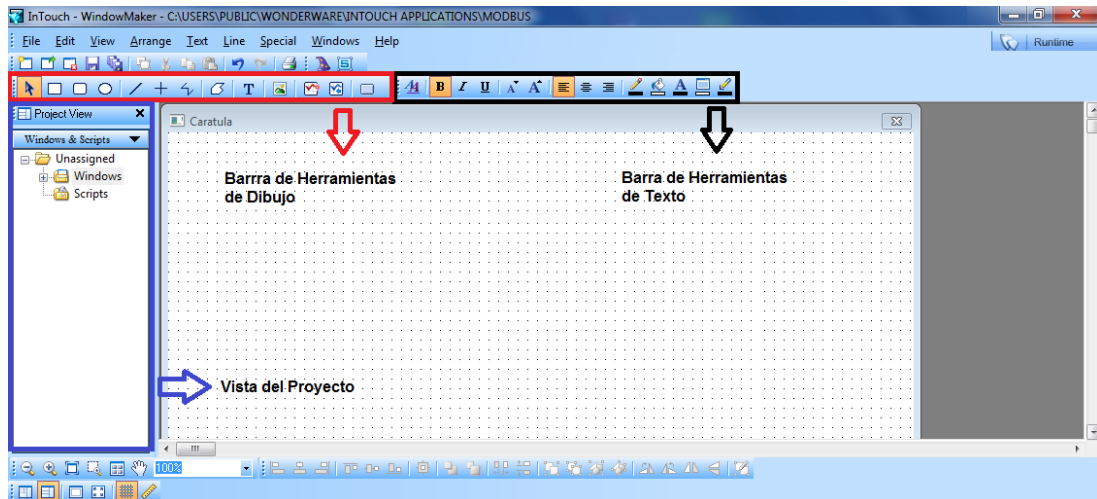 InTouch - WindowMaker - C:\USERS\PUBLIC\WONDERWARE\INTOUCH APPLICATIONS\MODBUS
File Edit View Arrange Text Line Special Windows Help
Runtime
T B I U A A A
Project View
Caratula
Windows & Scripts
Unassigned
Windows
Scripts
Barrra de Herramientas
de Dibujo
Barra de Herramientas
de Texto
Vista del Proyecto
100%